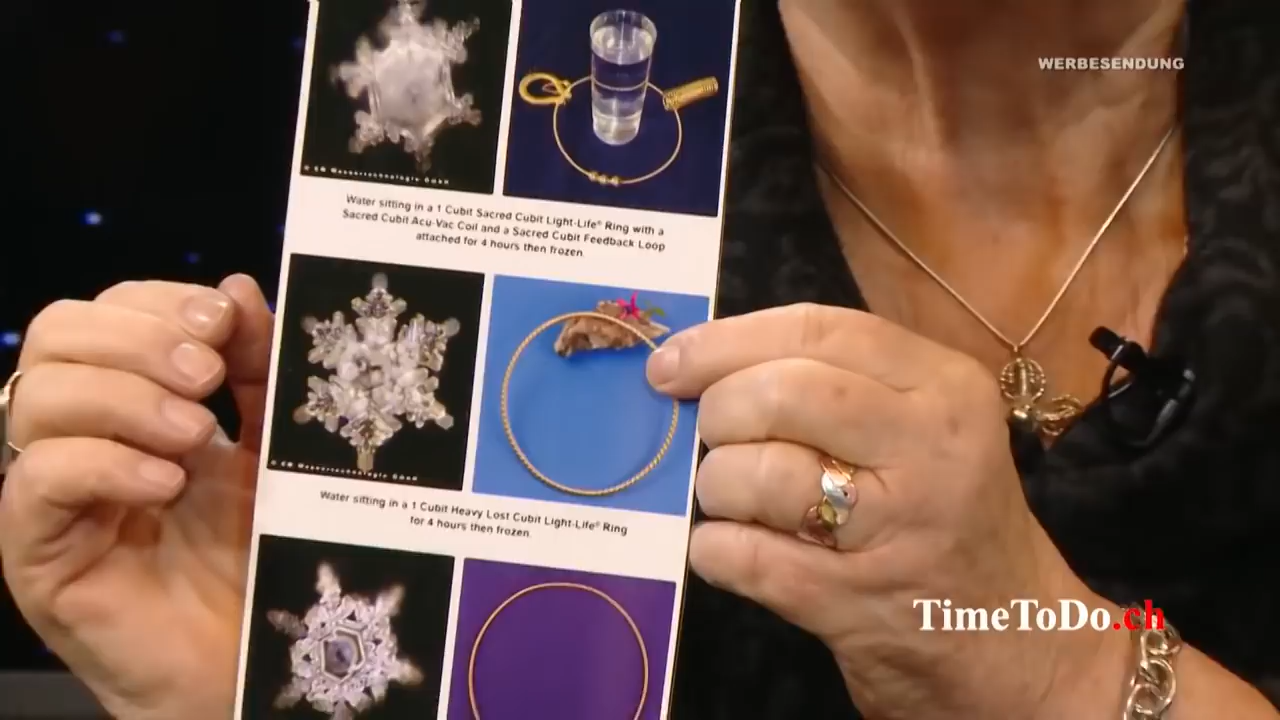 WERBESENDUNG
Water sitting in a 1 Cubit Sacred Cubit Light-Life® Ring with a
Sacred Cubit Acu-Vac Coil and a Sacred Cubit Feedback Loop
attached for 4 hours then frozen.
Water sitting in a 1 Cubit Heavy Lost Cubit Light-Life® Ring
for 4 hours then frozen.
TimeToDo.ch